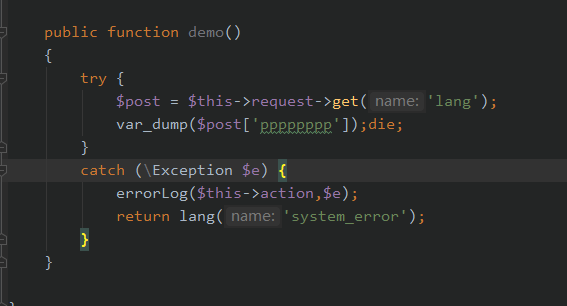 public function demo()
{
try {
$post = $this->request->get( name: 'lang');
var_dump($post['pppppppp']);die;
}
catch (\Exception $e) {
errorLog($this->action,$e);
return lang( name: 'system_error');
}
}